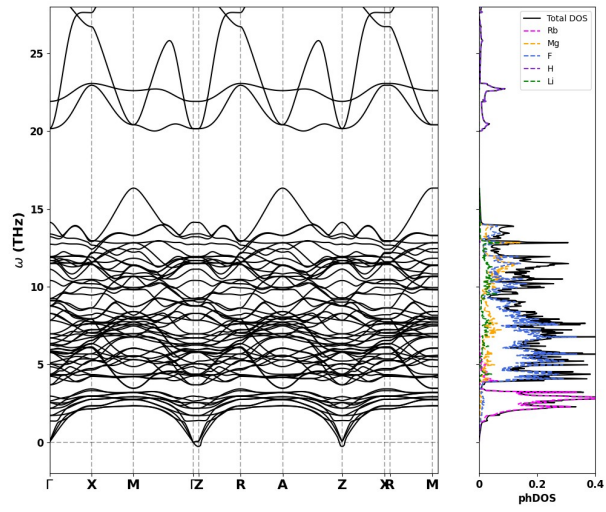 25
20
15
10
5
0
ω (THz)
Γ X M Γ Z R A Z X R M
Total DOS
Rb
Mg
F
H
Li
0 0.2 0.4
phDOS